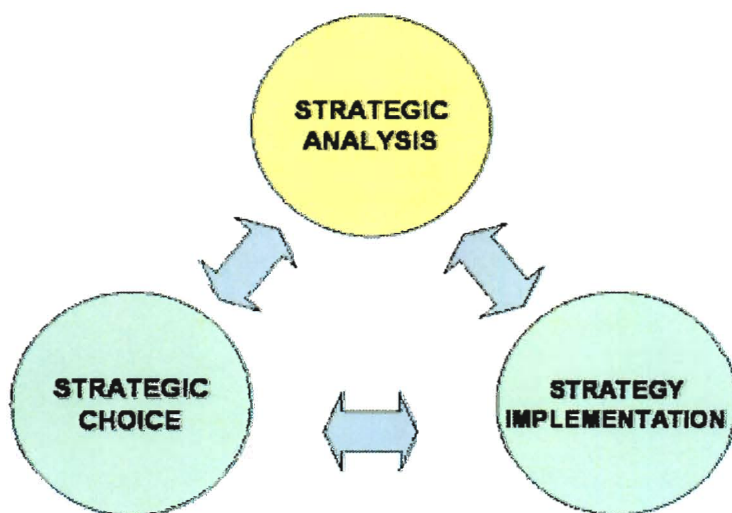 STRATEGIC
ANALYSIS
STRATEGIC
CHOICE
STRATEGY
IMPLEMENTATION